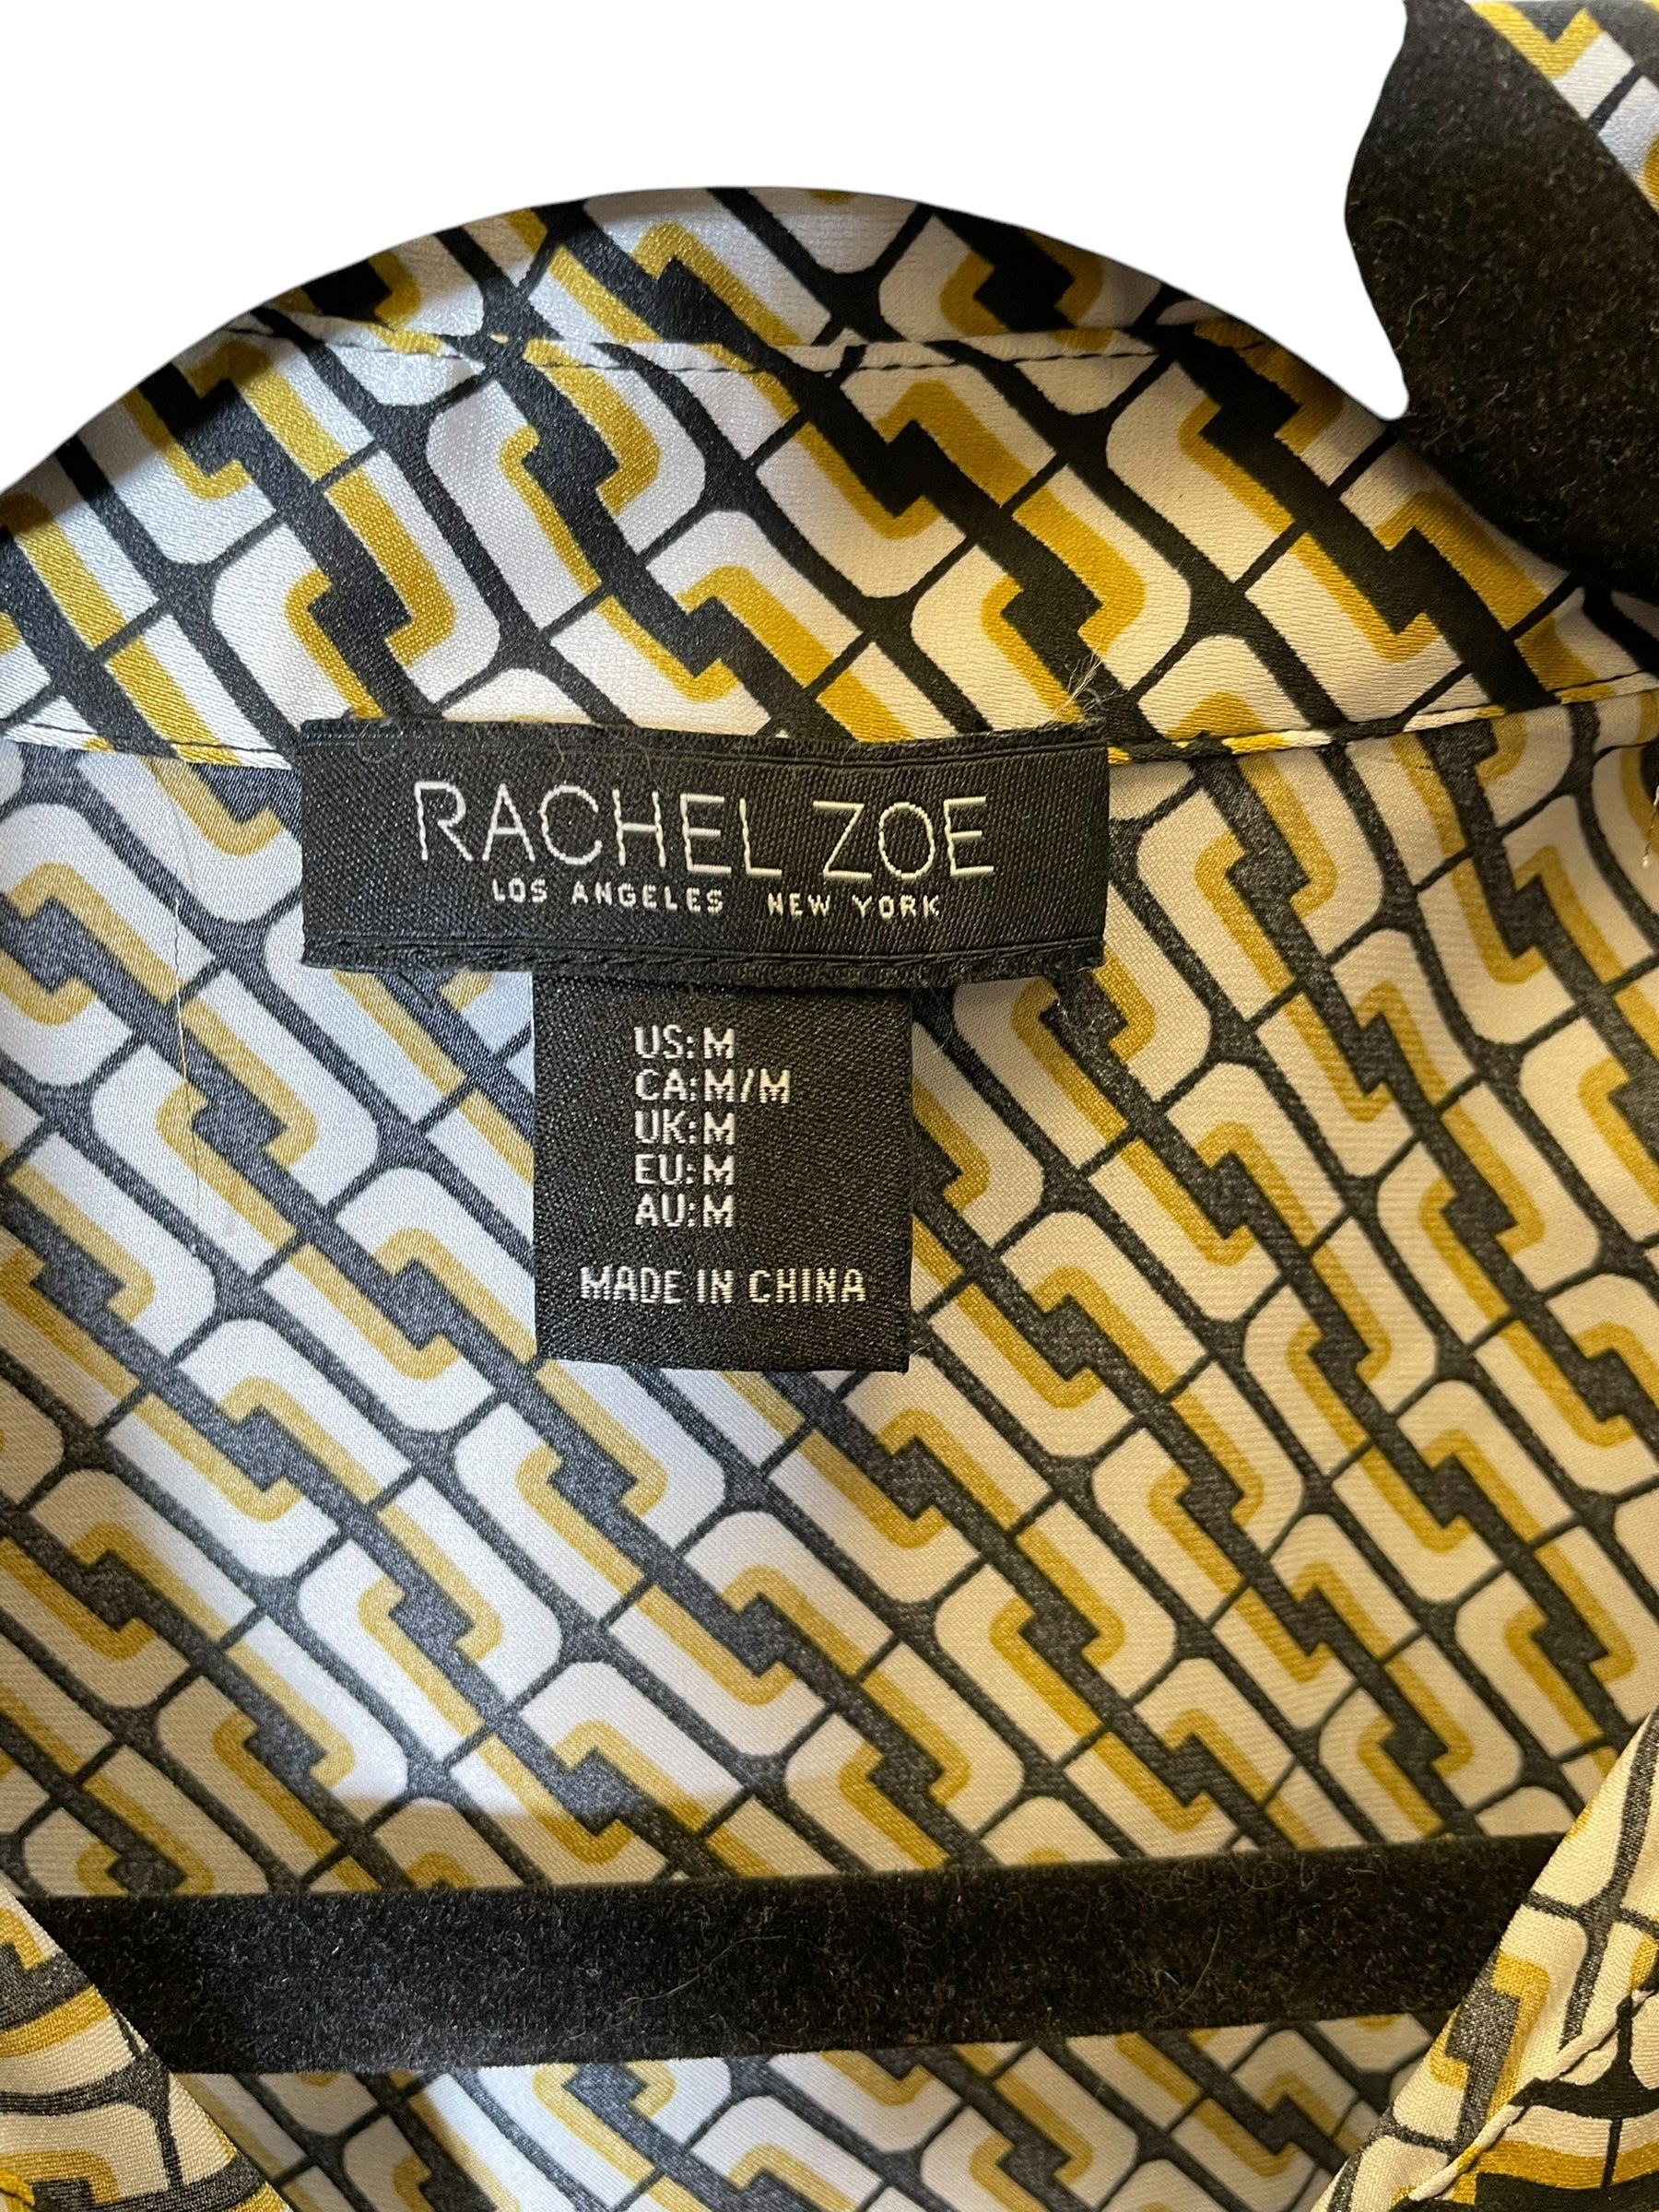 RACHEL ZOE
LOS ANGELES NEW YORK
US: M
CA: M/M
UK: M
EU: M
AU: M
MADE IN CHINA